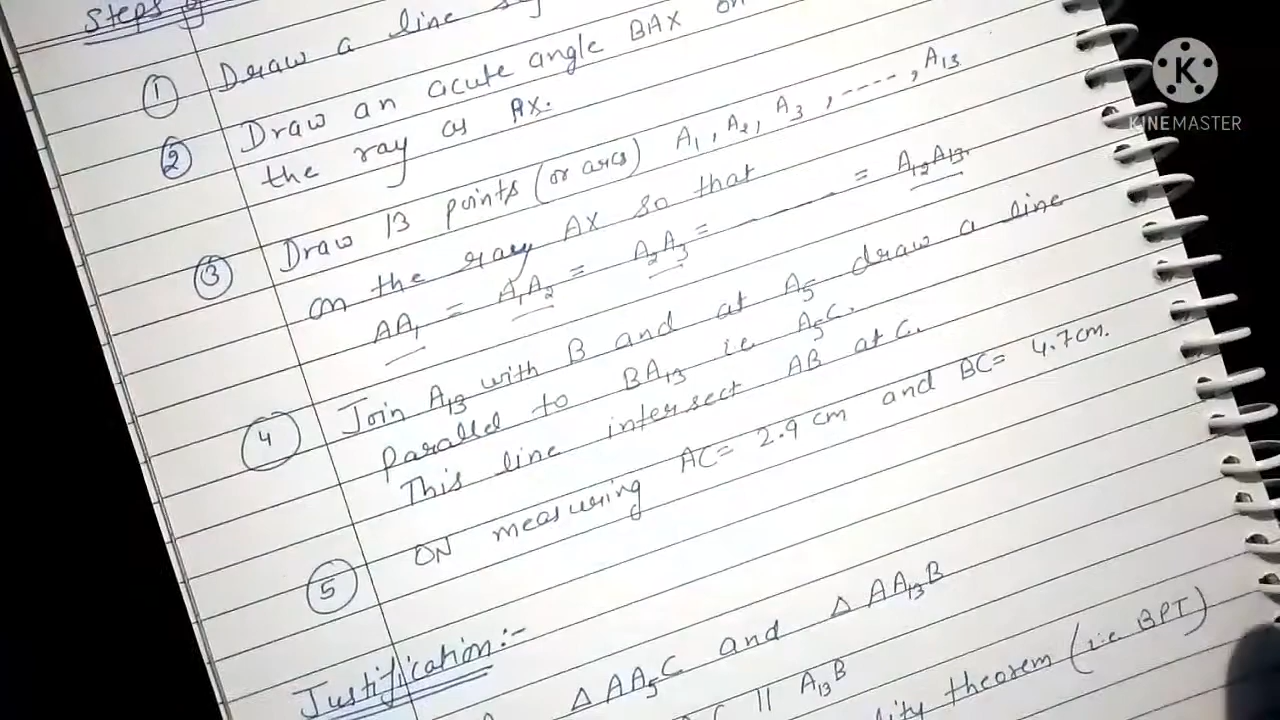 Steps
① Draw a line
② Draw an acute angle BAX on
the ray as AX.
③ Draw 13 points (or arcs) A₁, A₂, A₃, ----, A₁₃
on the ray AX so that
AA₁ = A₁A₂ = A₂A₃ = ______ = A₁₂A₁₃.
④ Join A₁₃ with B and at A₅ draw a line
parallel to BA₁₃ i.e A₅C.
This line intersect AB at C.
⑤ ON measuring AC= 2.9 cm and BC= 4.7cm.
Justification:-
△ AA₅C and △ AA₁₃B
C || A₁₃B
theorem (i.e BPT)
K
KINEMASTER